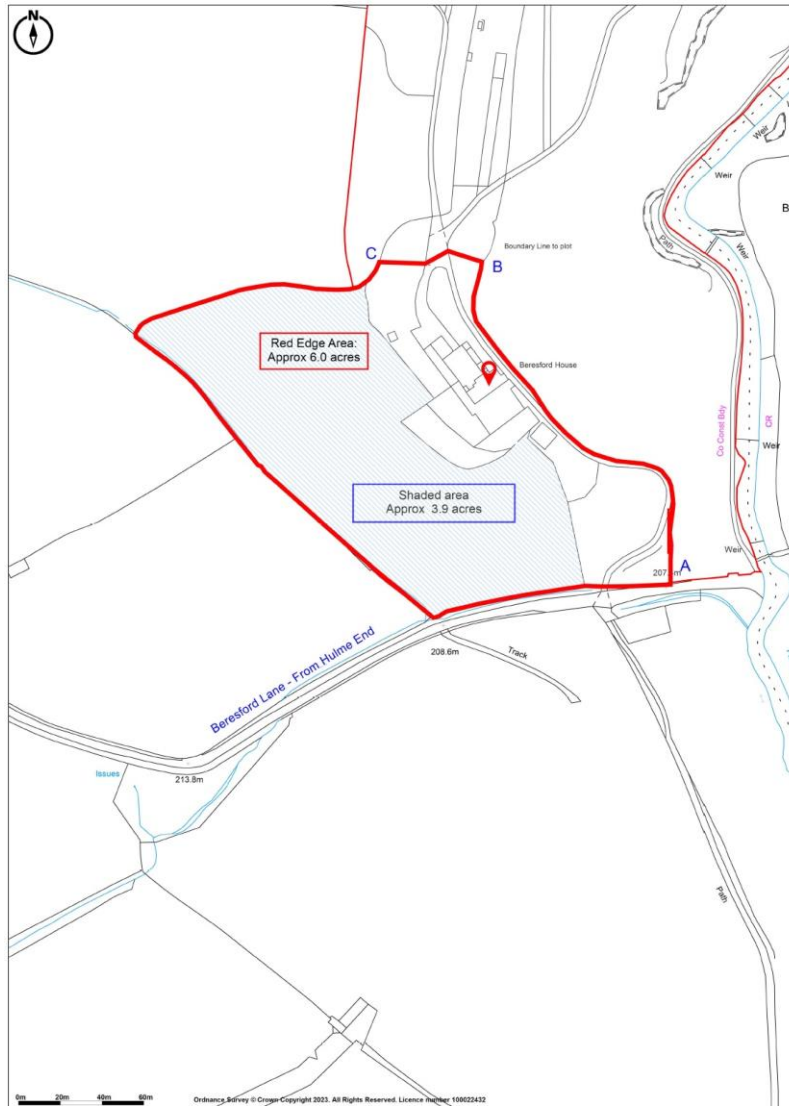 N
Weir
Weir
Weir
B
Path
Weir
Boundary Line to plot
C
B
Red Edge Area:
Approx 6.0 acres
Beresford House
Co Const Bdy
CR
Weir
Shaded area
Approx 3.9 acres
Weir
A
Beresford Lane - From Hulme End
208.6m
Track
Issues
213.8m
Path
0m 20m 40m 60m
Ordnance Survey © Crown Copyright 2023. All Rights Reserved. Licence number 100022432